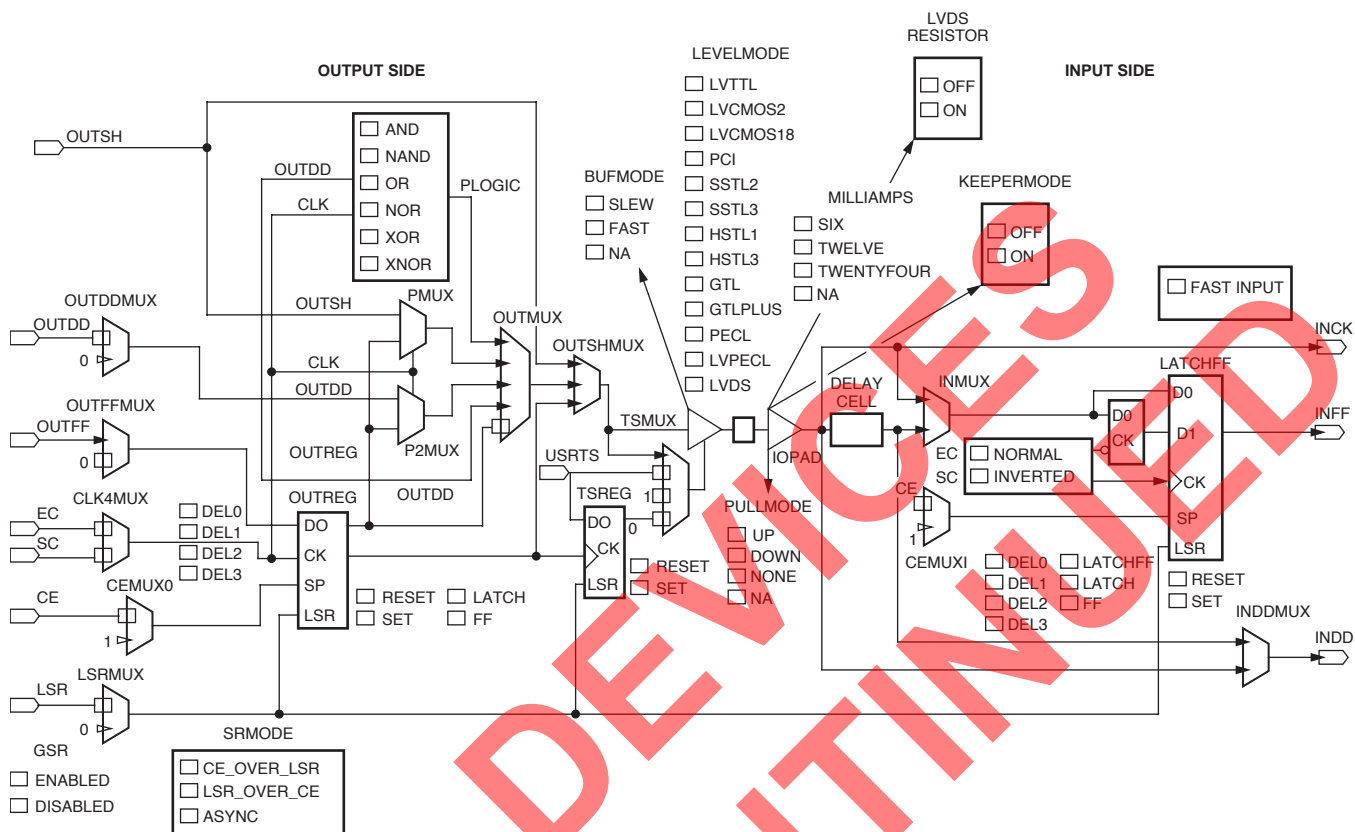 LVDS
RESISTOR
OFF
ON
OUTPUT SIDE
INPUT SIDE
LEVELMODE
LVTTL
LVCMOS2
LVCMOS18
PCI
SSTL2
SSTL3
HSTL1
HSTL3
GTL
GTLPLUS
PECL
LVPECL
LVDS
OUTSH
AND
NAND
OR
NOR
XOR
XNOR
OUTDD
CLK
PLOGIC
BUFMODE
SLEW
FAST
NA
MILLIAMPS
SIX
TWELVE
TWENTYFOUR
NA
KEEPERMODE
OFF
ON
FAST INPUT
OUTDDMUX
OUTDD
0
OUTSH
PMUX
CLK
OUTDD
P2MUX
OUTREG
OUTDD
OUTMUX
OUTSHMUX
TSMUX
USRTS
1
0
TSREG
DO
CK
LSR
RESET
SET
IOPAD
DELAY
CELL
INMUX
INCK
LATCHFF
D0
D1
CK
SP
LSR
D0
CK
INFF
EC
SC
NORMAL
INVERTED
CE
1
CEMUXI
PULLMODE
UP
DOWN
NONE
NA
DEL0
DEL1
DEL2
DEL3
LATCHFF
LATCH
FF
RESET
SET
INDDMUX
INDD
OUTFFMUX
OUTFF
0
CLK4MUX
EC
SC
DEL0
DEL1
DEL2
DEL3
OUTREG
DO
CK
SP
LSR
RESET
SET
LATCH
FF
CEMUX0
CE
1
LSRMUX
LSR
0
GSR
ENABLED
DISABLED
SRMODE
CE_OVER_LSR
LSR_OVER_CE
ASYNC
DEVICES